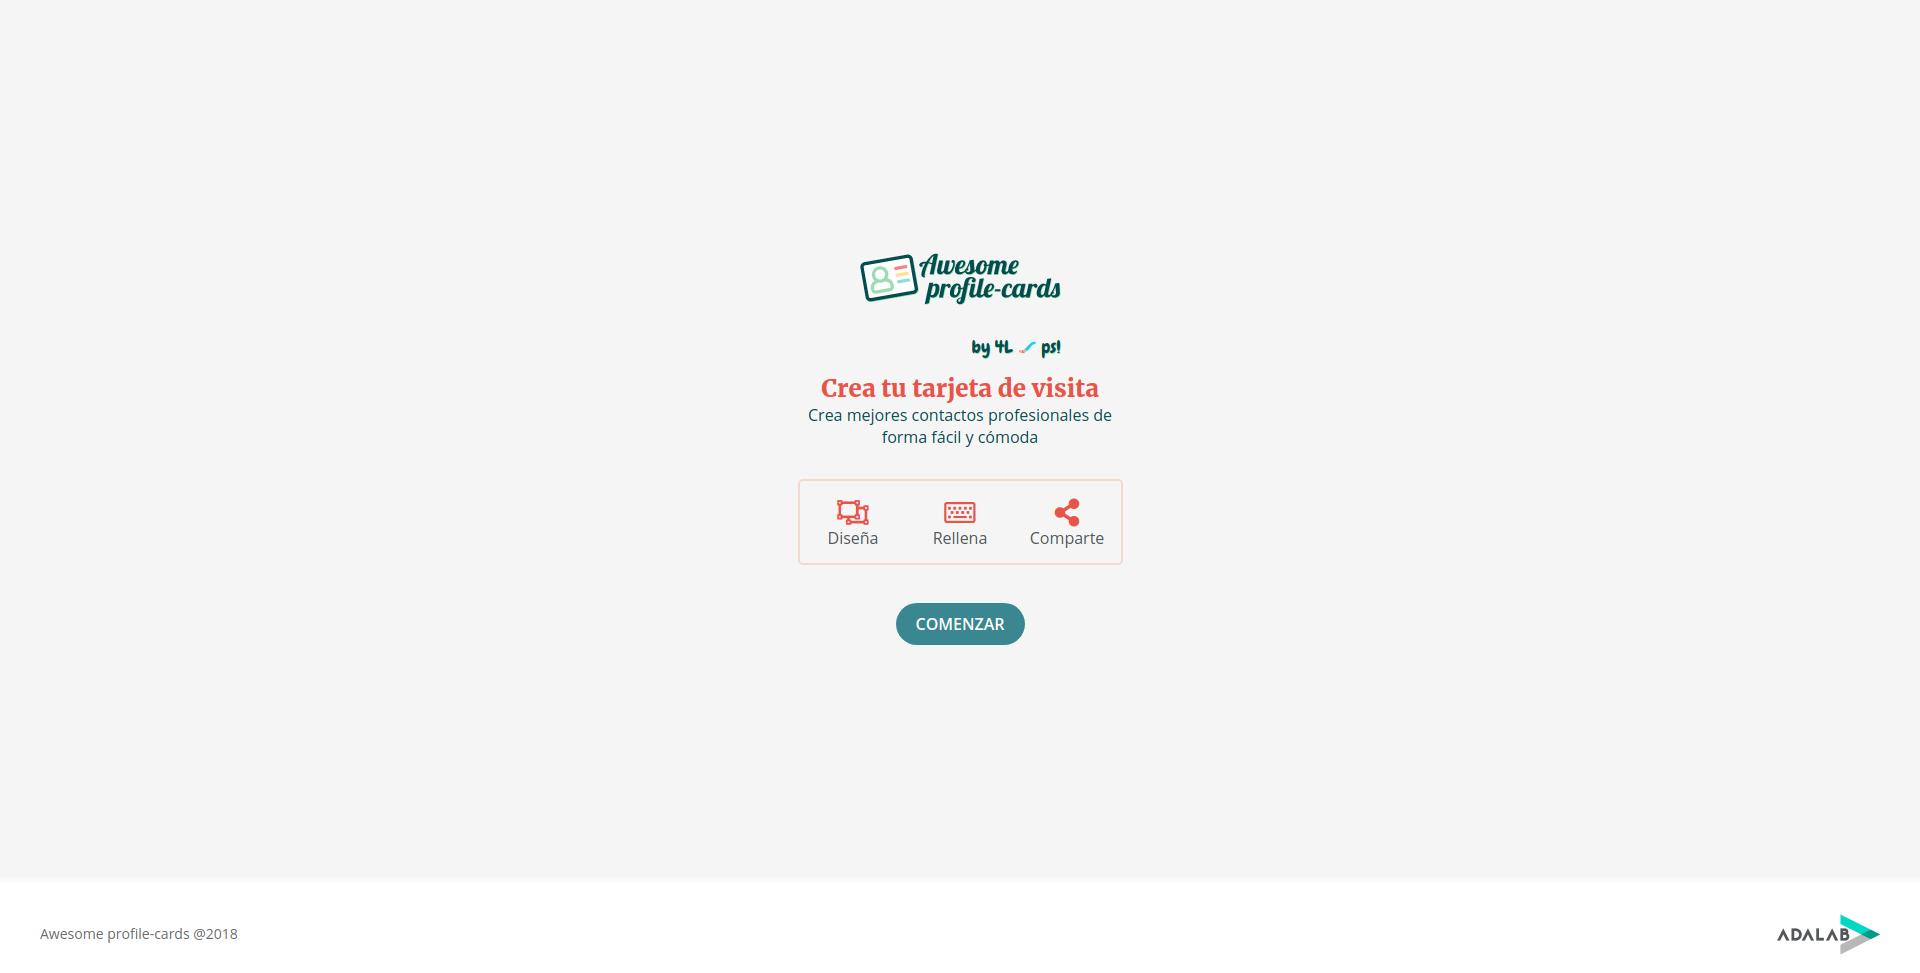 Awesome
profile-cards
by 4L ps!
Crea tu tarjeta de visita
Crea mejores contactos profesionales de
forma fácil y cómoda
Diseña Rellena Comparte
COMENZAR
Awesome profile-cards @2018
ADALAB